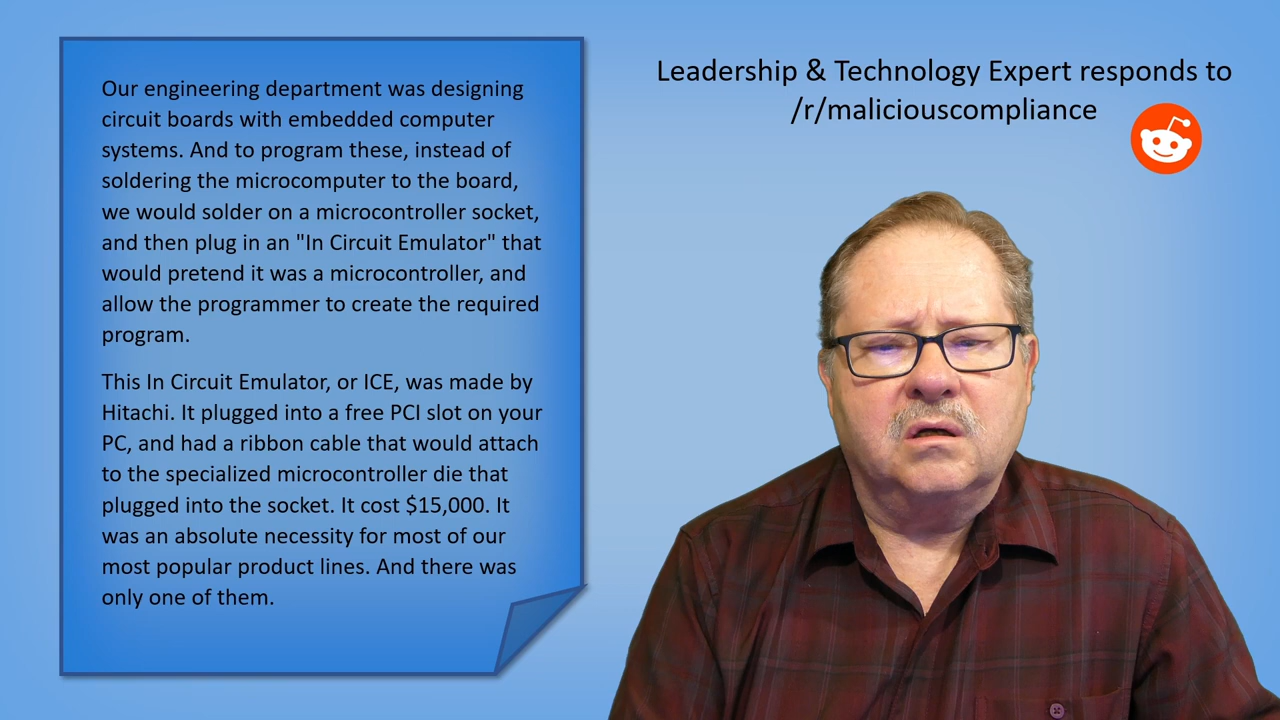 Our engineering department was designing
circuit boards with embedded computer
systems. And to program these, instead of
soldering the microcomputer to the board,
we would solder on a microcontroller socket,
and then plug in an "In Circuit Emulator" that
would pretend it was a microcontroller, and
allow the programmer to create the required
program.
This In Circuit Emulator, or ICE, was made by
Hitachi. It plugged into a free PCI slot on your
PC, and had a ribbon cable that would attach
to the specialized microcontroller die that
plugged into the socket. It cost $15,000. It
was an absolute necessity for most of our
most popular product lines. And there was
only one of them.
Leadership & Technology Expert responds to
/r/maliciouscompliance